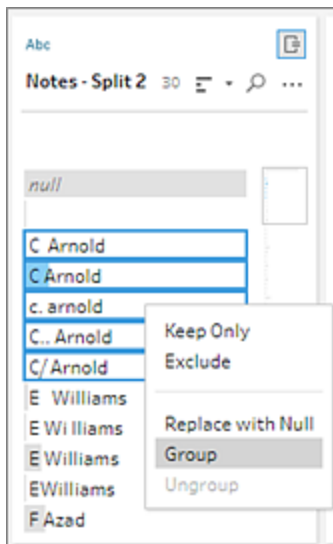 Abc
Notes - Split 2 30
null
C Arnold
C Arnold
c. arnold
C.. Arnold
C/ Arnold
E Williams
E Wi lliams
E Williams
EWilliams
F Azad
Keep Only
Exclude
Replace with Null
Group
Ungroup